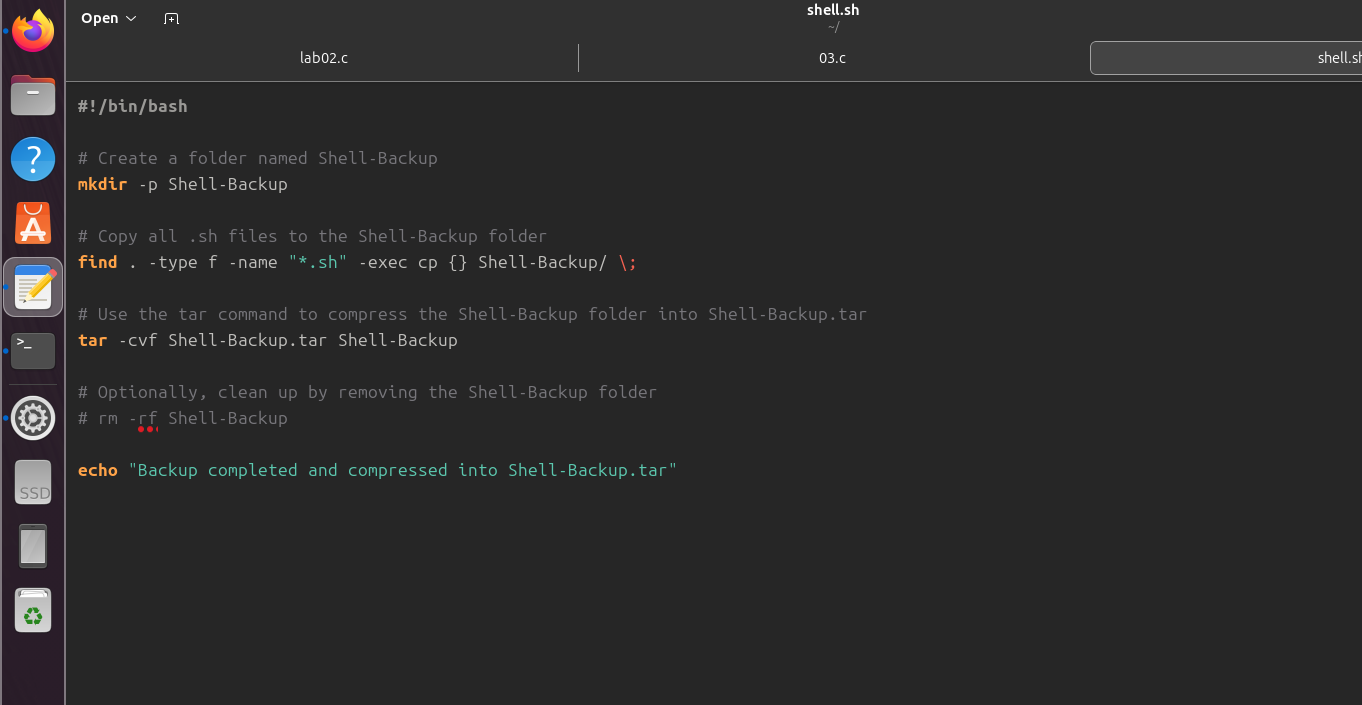 Open
shell.sh
~/
lab02.c
03.c
shell.sh
#!/bin/bash
# Create a folder named Shell-Backup
mkdir -p Shell-Backup
# Copy all .sh files to the Shell-Backup folder
find . -type f -name "*.sh" -exec cp {} Shell-Backup/ \;
# Use the tar command to compress the Shell-Backup folder into Shell-Backup.tar
tar -cvf Shell-Backup.tar Shell-Backup
# Optionally, clean up by removing the Shell-Backup folder
# rm -rf Shell-Backup
echo "Backup completed and compressed into Shell-Backup.tar"
?
A
>_
SSD